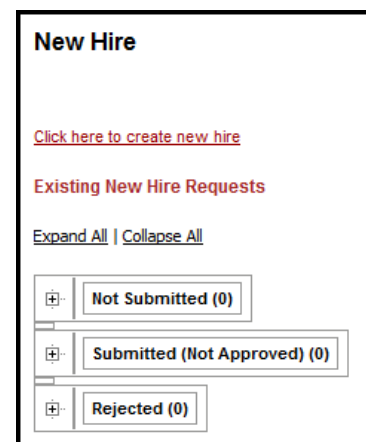 New Hire
Click here to create new hire
Existing New Hire Requests
Expand All | Collapse All
Not Submitted (0)
Submitted (Not Approved) (0)
Rejected (0)